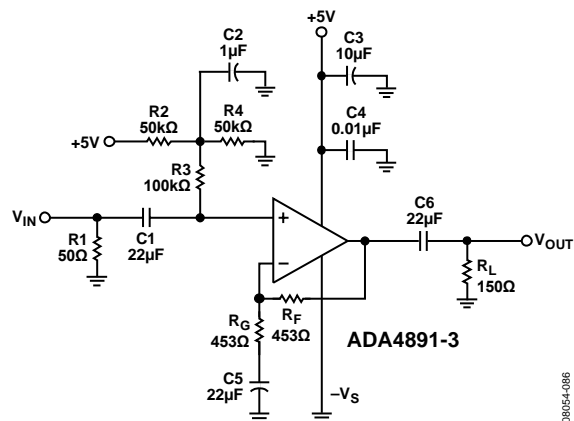 +5V
C2
1µF
C3
10µF
R2
50kΩ
R4
50kΩ
C4
0.01µF
+5V
R3
100kΩ
C6
22µF
VIN
+
VOUT
R1
50Ω
C1
22µF
–
RL
150Ω
RF
453Ω
RG
453Ω
ADA4891-3
C5
22µF
–VS
08054-086